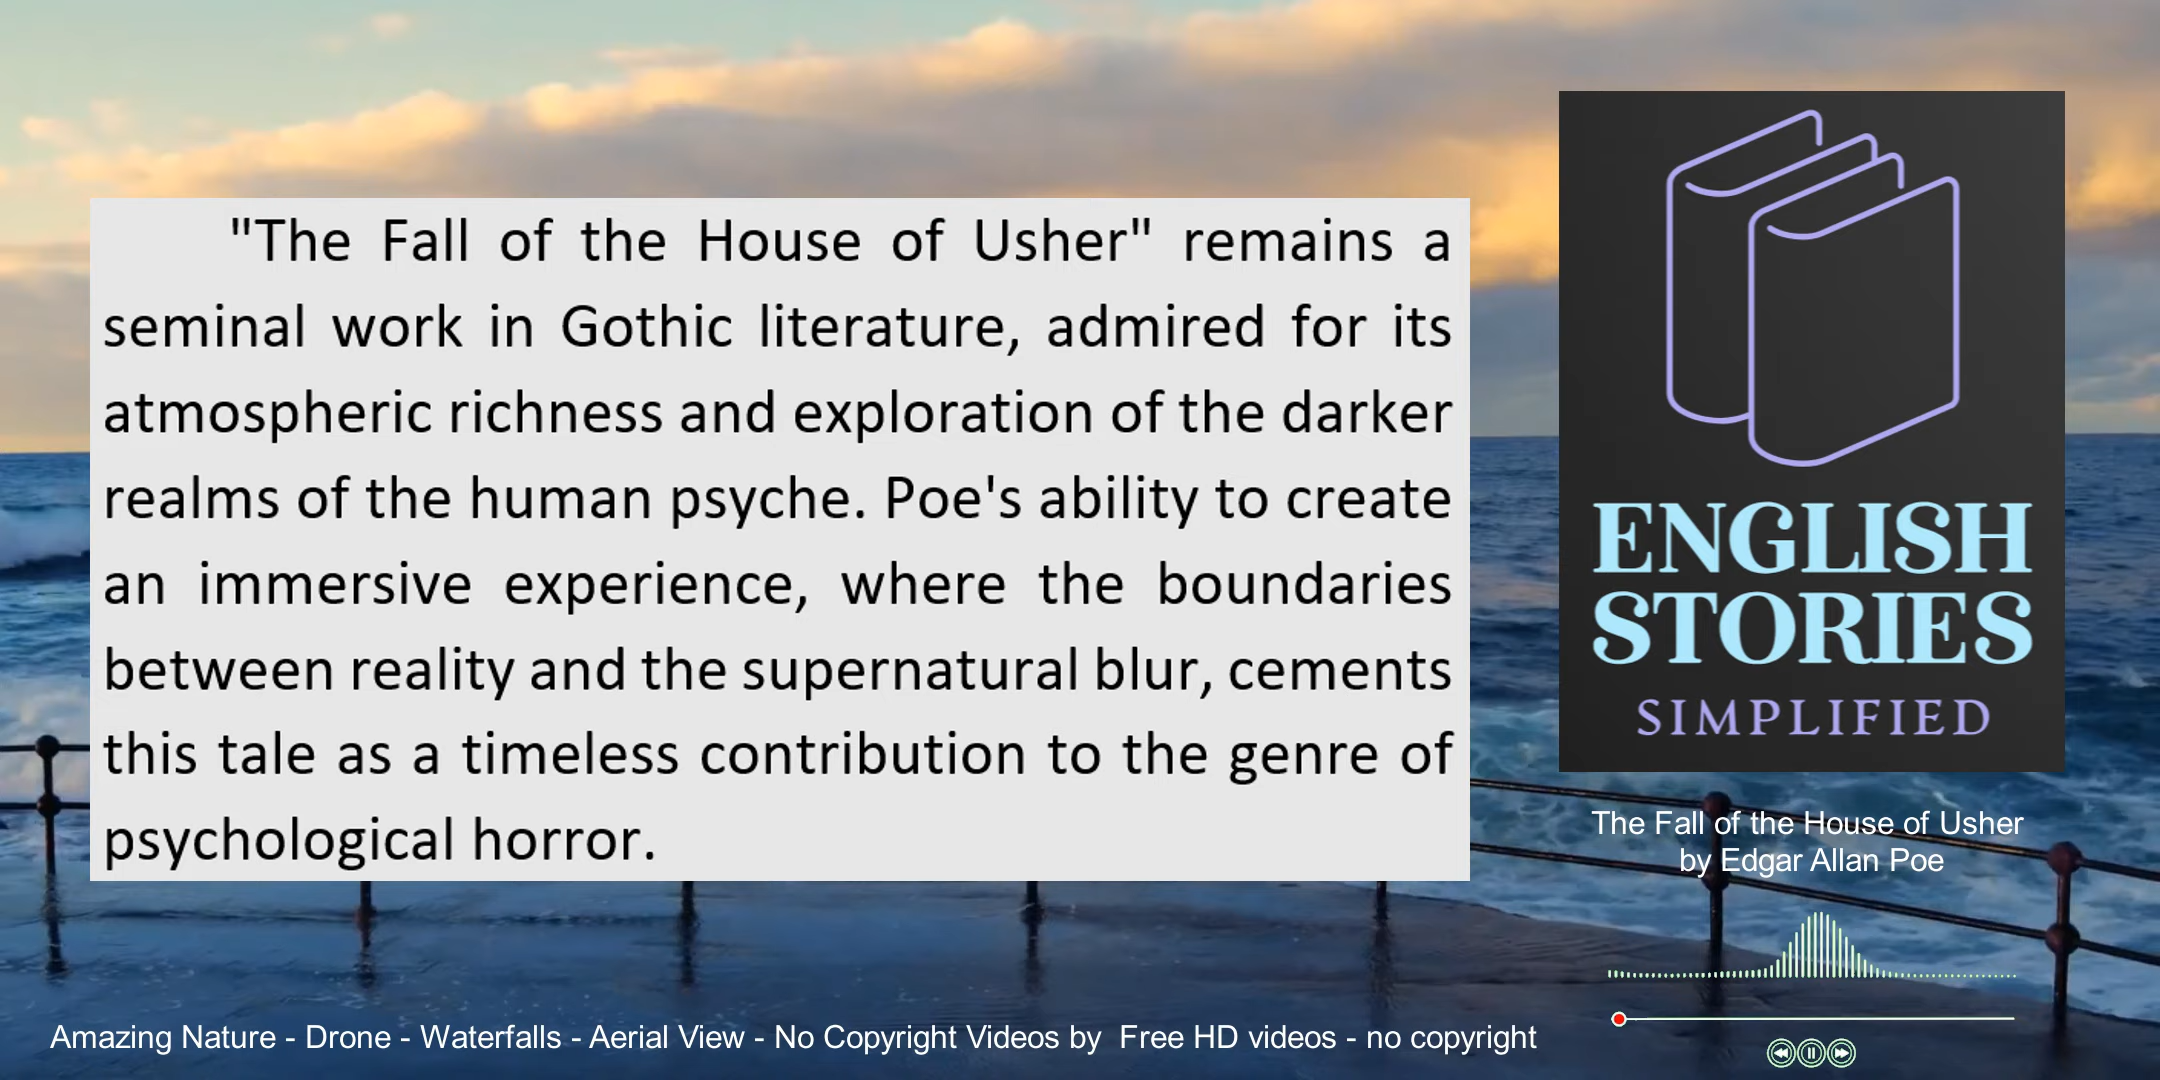 "The Fall of the House of Usher" remains a
seminal work in Gothic literature, admired for its
atmospheric richness and exploration of the darker
realms of the human psyche. Poe's ability to create
an immersive experience, where the boundaries
between reality and the supernatural blur, cements
this tale as a timeless contribution to the genre of
psychological horror.
ENGLISH
STORIES
SIMPLIFIED
The Fall of the House of Usher
by Edgar Allan Poe
Amazing Nature - Drone - Waterfalls - Aerial View - No Copyright Videos by  Free HD videos - no copyright